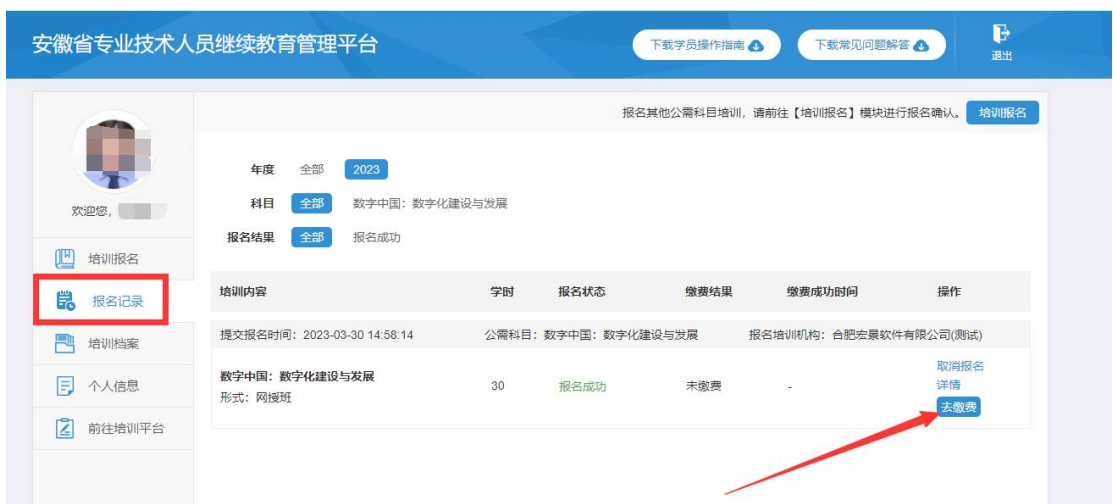 安徽省专业技术人员继续教育管理平台
下载学员操作指南
下载常见问题解答
退出
报名其他公需科目培训，请前往【培训报名】模块进行报名确认。
培训报名
欢迎您，
培训报名
报名记录
培训档案
个人信息
前往培训平台
年度 全部 2023
科目 全部 数字中国：数字化建设与发展
报名结果 全部 报名成功
培训内容 学时 报名状态 缴费结果 缴费成功时间 操作
提交报名时间：2023-03-30 14:58:14 公需科目：数字中国：数字化建设与发展 报名培训机构：合肥宏景软件有限公司(测试)
数字中国：数字化建设与发展
形式：网授班
30 报名成功 未缴费 -
取消报名
详情
去缴费